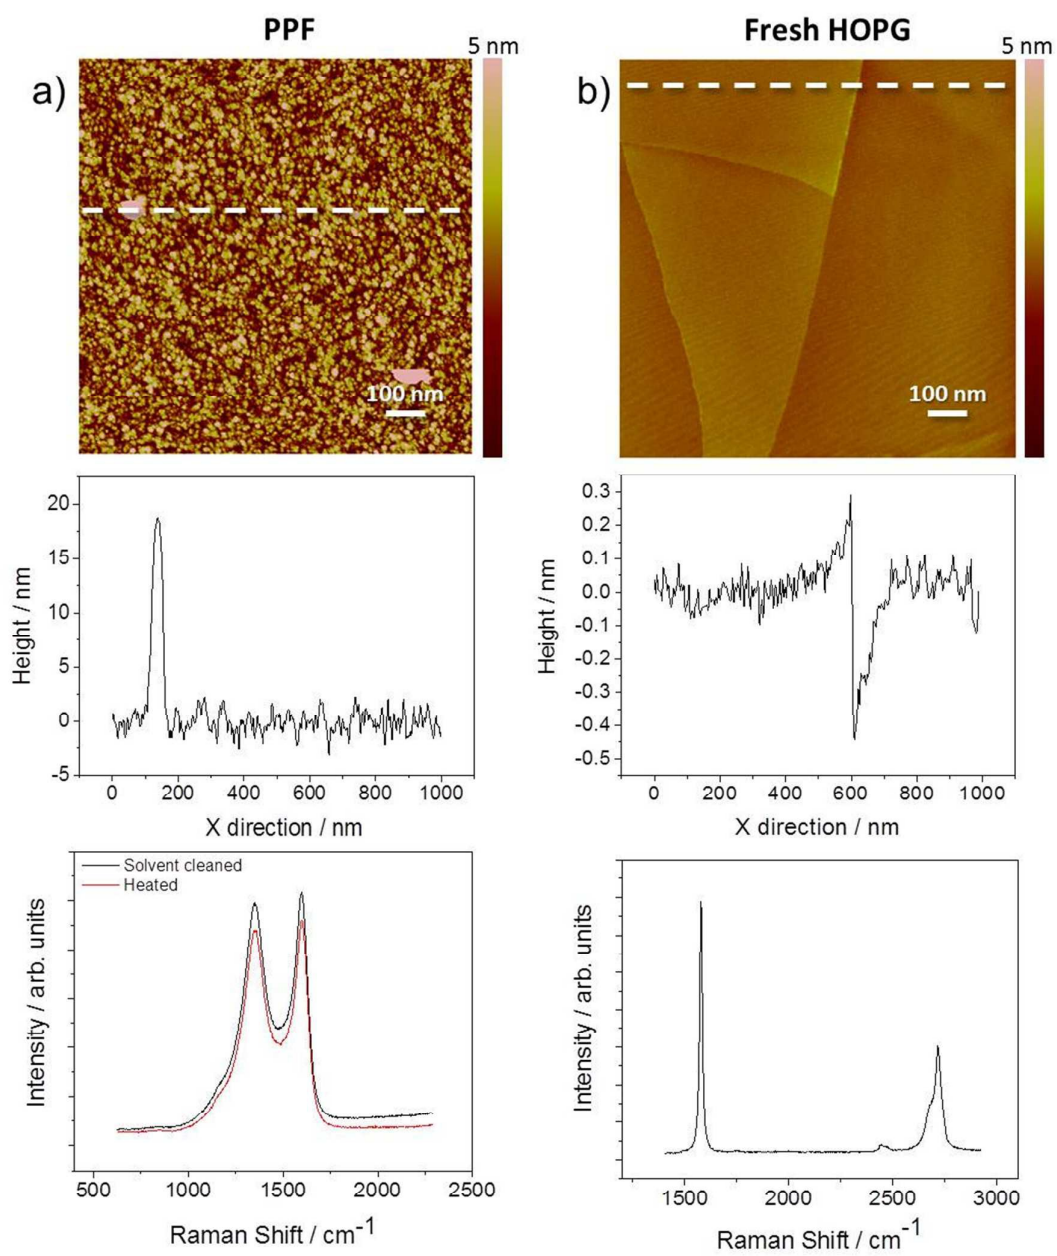 PPF
Fresh HOPG
5 nm
5 nm
a)
b)
100 nm
100 nm
20
15
10
5
0
-5
Height / nm
0 200 400 600 800 1000
X direction / nm
0.3
0.2
0.1
0.0
-0.1
-0.2
-0.3
-0.4
-0.5
Height / nm
0 200 400 600 800 1000
X direction / nm
Solvent cleaned
Heated
Intensity / arb. units
500 1000 1500 2000 2500
Raman Shift / cm-1
Intensity / arb. units
1500 2000 2500 3000
Raman Shift / cm-1